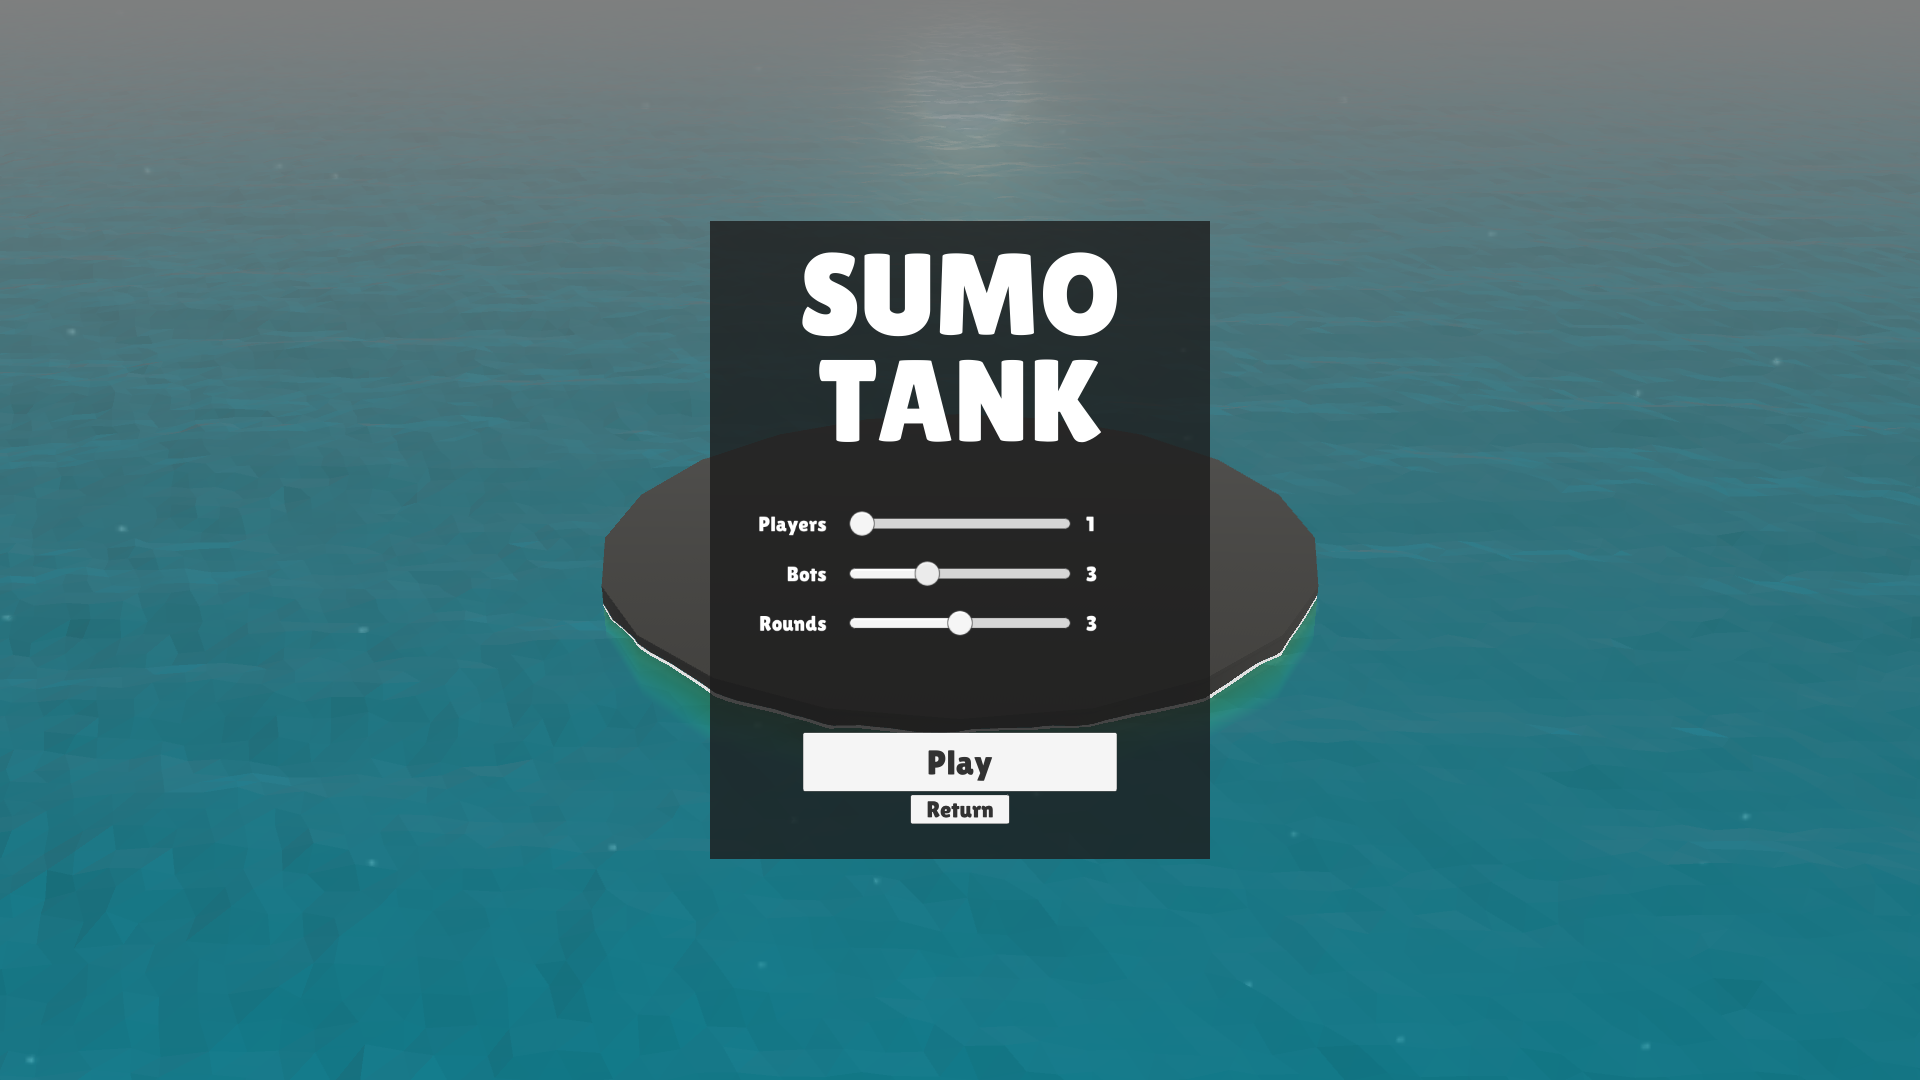 SUMO
TANK
Players 1
Bots 3
Rounds 3
Play
Return